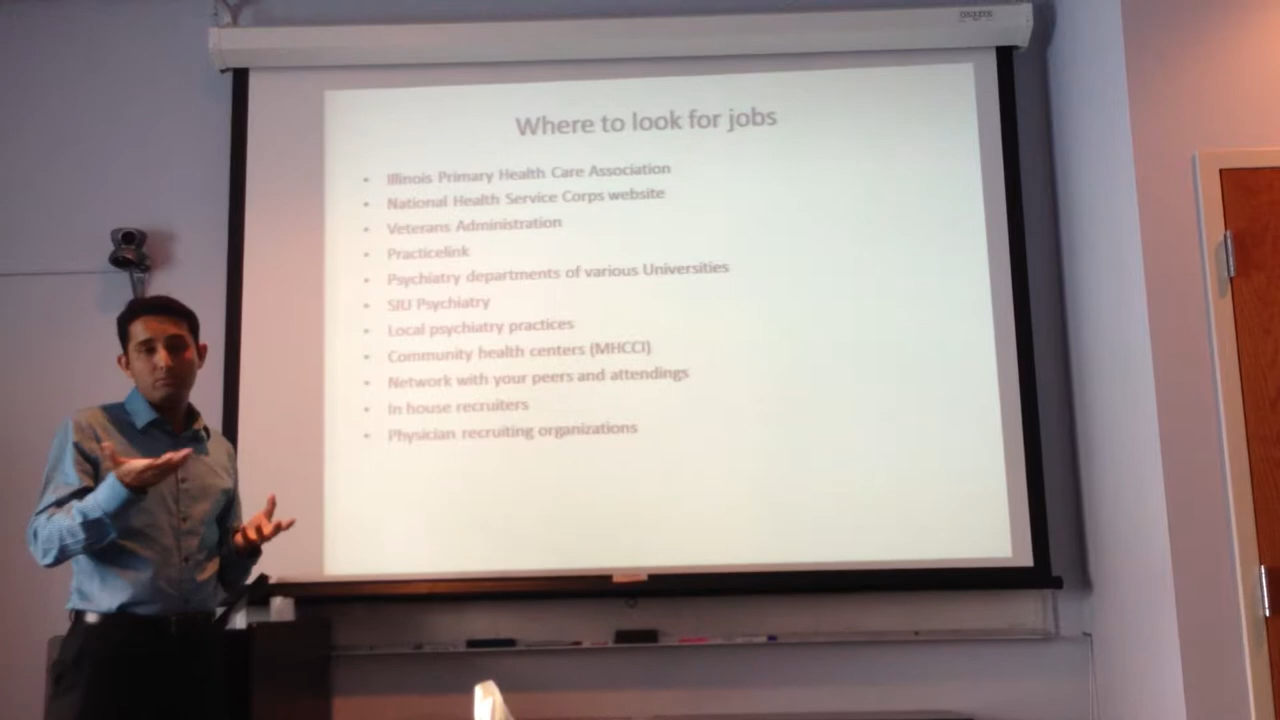 Where to look for jobs
• Illinois Primary Health Care Association
• National Health Service Corps website
• Veterans Administration
• Practicelink
• Psychiatry departments of various Universities
• SIU Psychiatry
• Local psychiatry practices
• Community health centers (MHCCI)
• Network with your peers and attendings
• In house recruiters
• Physician recruiting organizations